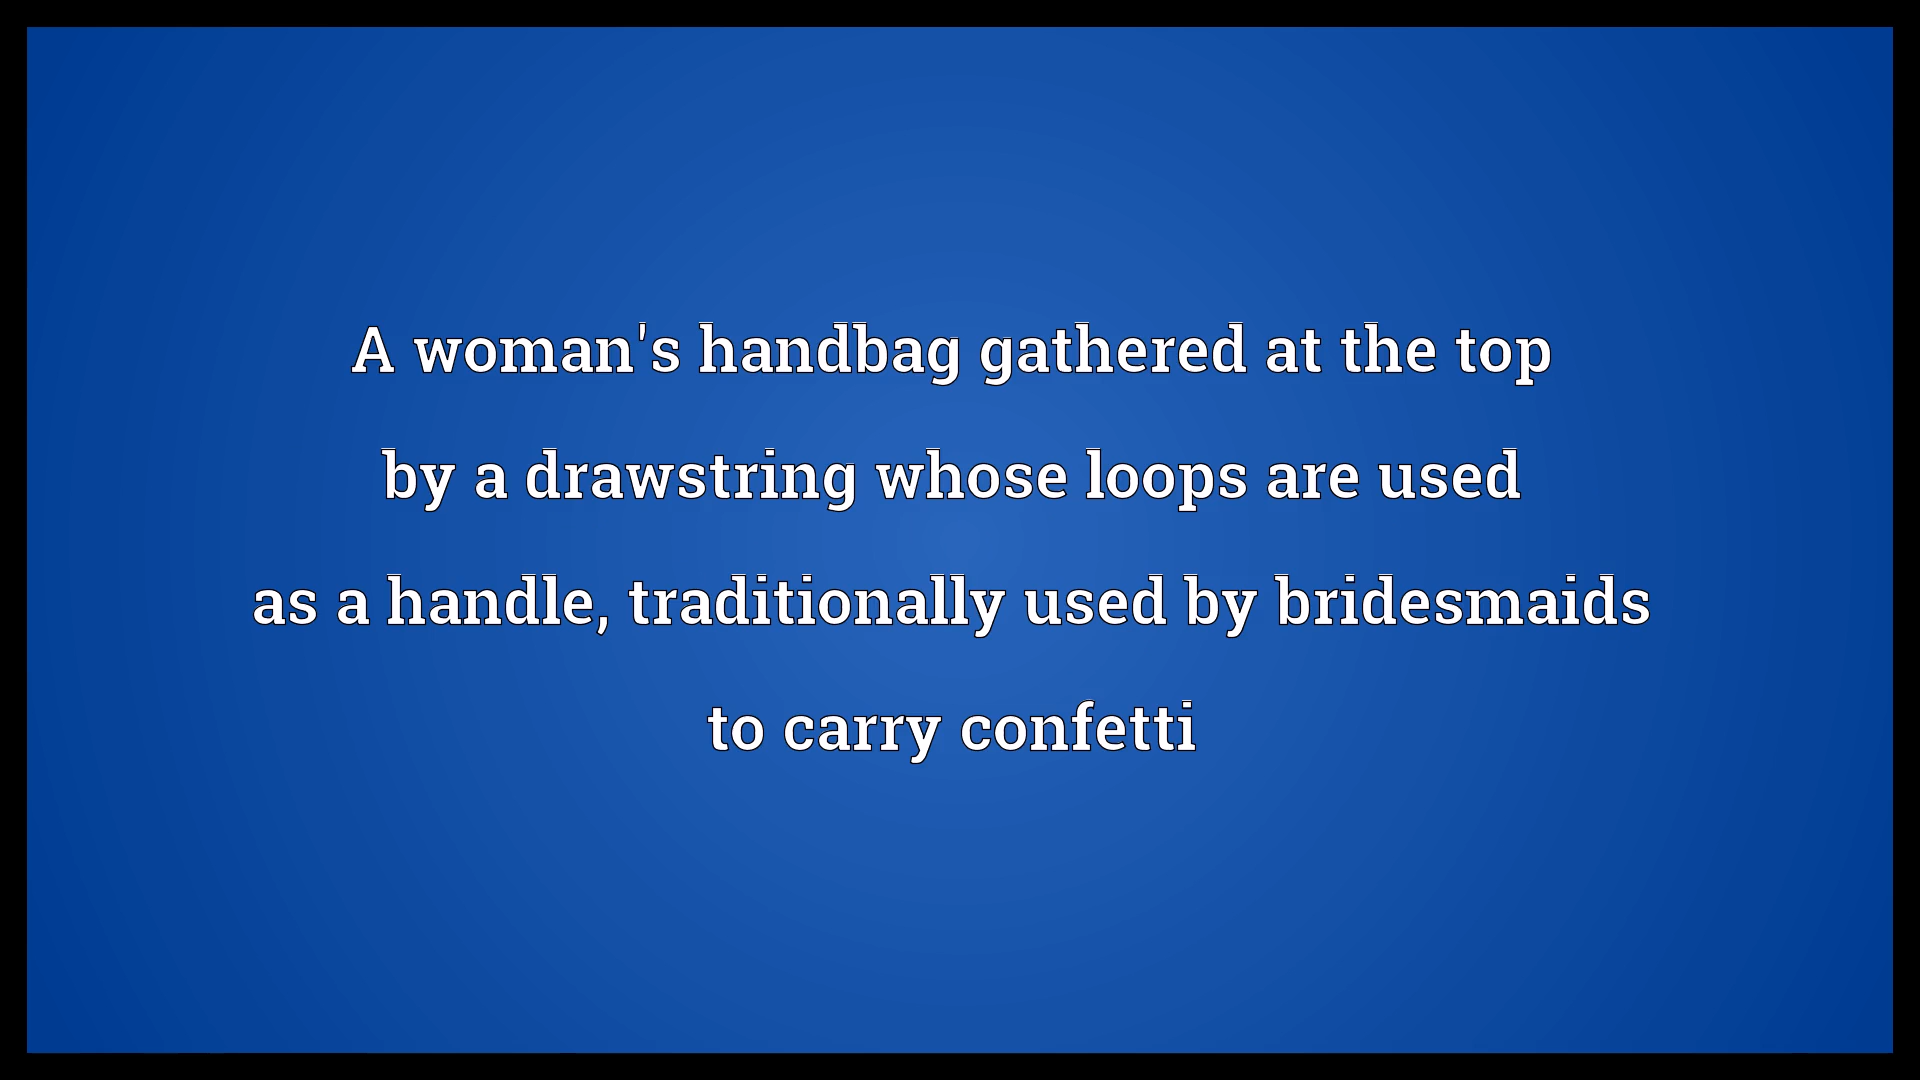 A woman's handbag gathered at the top
by a drawstring whose loops are used
as a handle, traditionally used by bridesmaids
to carry confetti